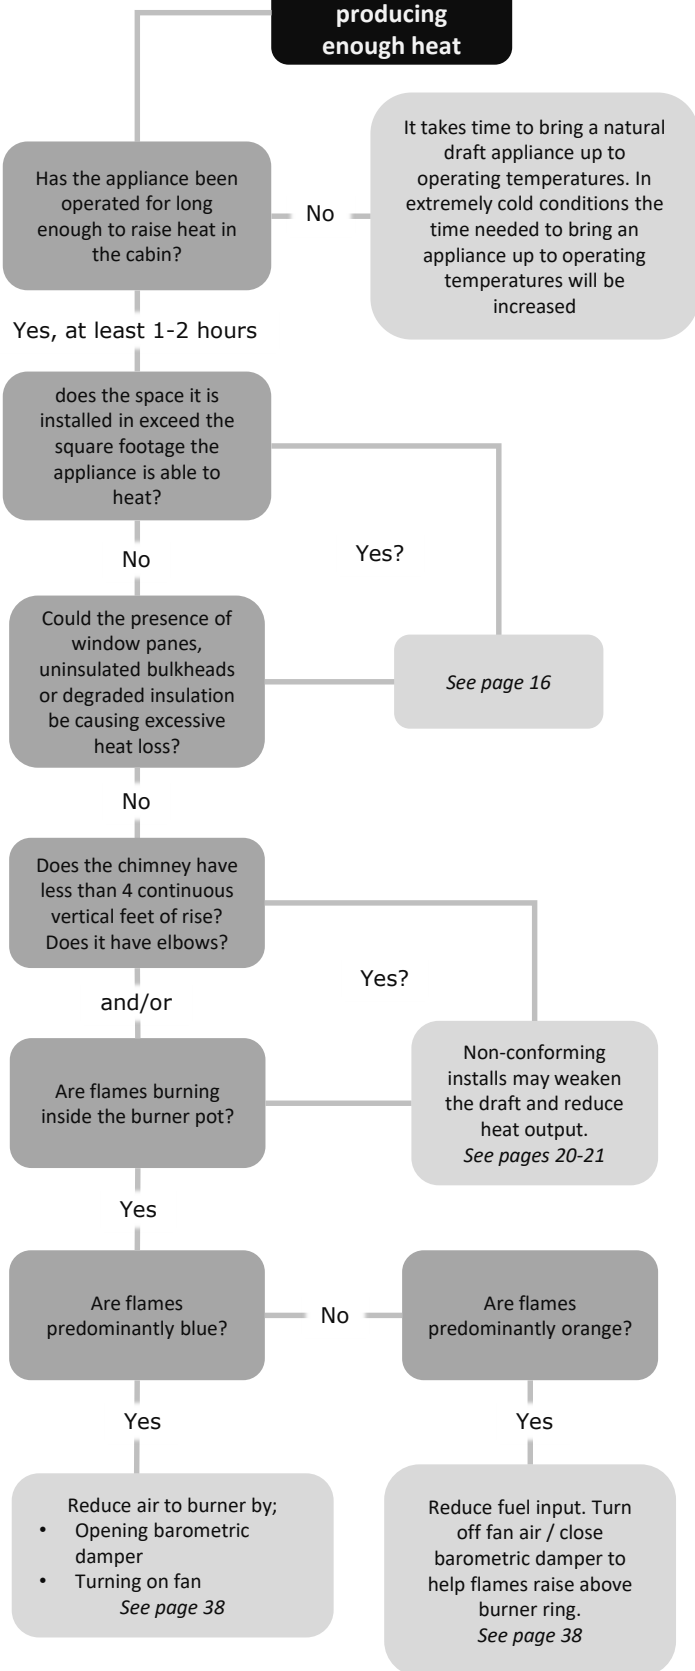 producing
enough heat
Has the appliance been
operated for long
enough to raise heat in
the cabin?
No
It takes time to bring a natural
draft appliance up to
operating temperatures. In
extremely cold conditions the
time needed to bring an
appliance up to operating
temperatures will be
increased
Yes, at least 1-2 hours
does the space it is
installed in exceed the
square footage the
appliance is able to
heat?
No
Yes?
Could the presence of
window panes,
uninsulated bulkheads
or degraded insulation
be causing excessive
heat loss?
See page 16
No
Does the chimney have
less than 4 continuous
vertical feet of rise?
Does it have elbows?
Yes?
and/or
Are flames burning
inside the burner pot?
Non-conforming
installs may weaken
the draft and reduce
heat output.
See pages 20-21
Yes
Are flames
predominantly blue?
No
Are flames
predominantly orange?
Yes
Yes
Reduce air to burner by;
• Opening barometric
damper
• Turning on fan
See page 38
Reduce fuel input. Turn
off fan air / close
barometric damper to
help flames raise above
burner ring.
See page 38